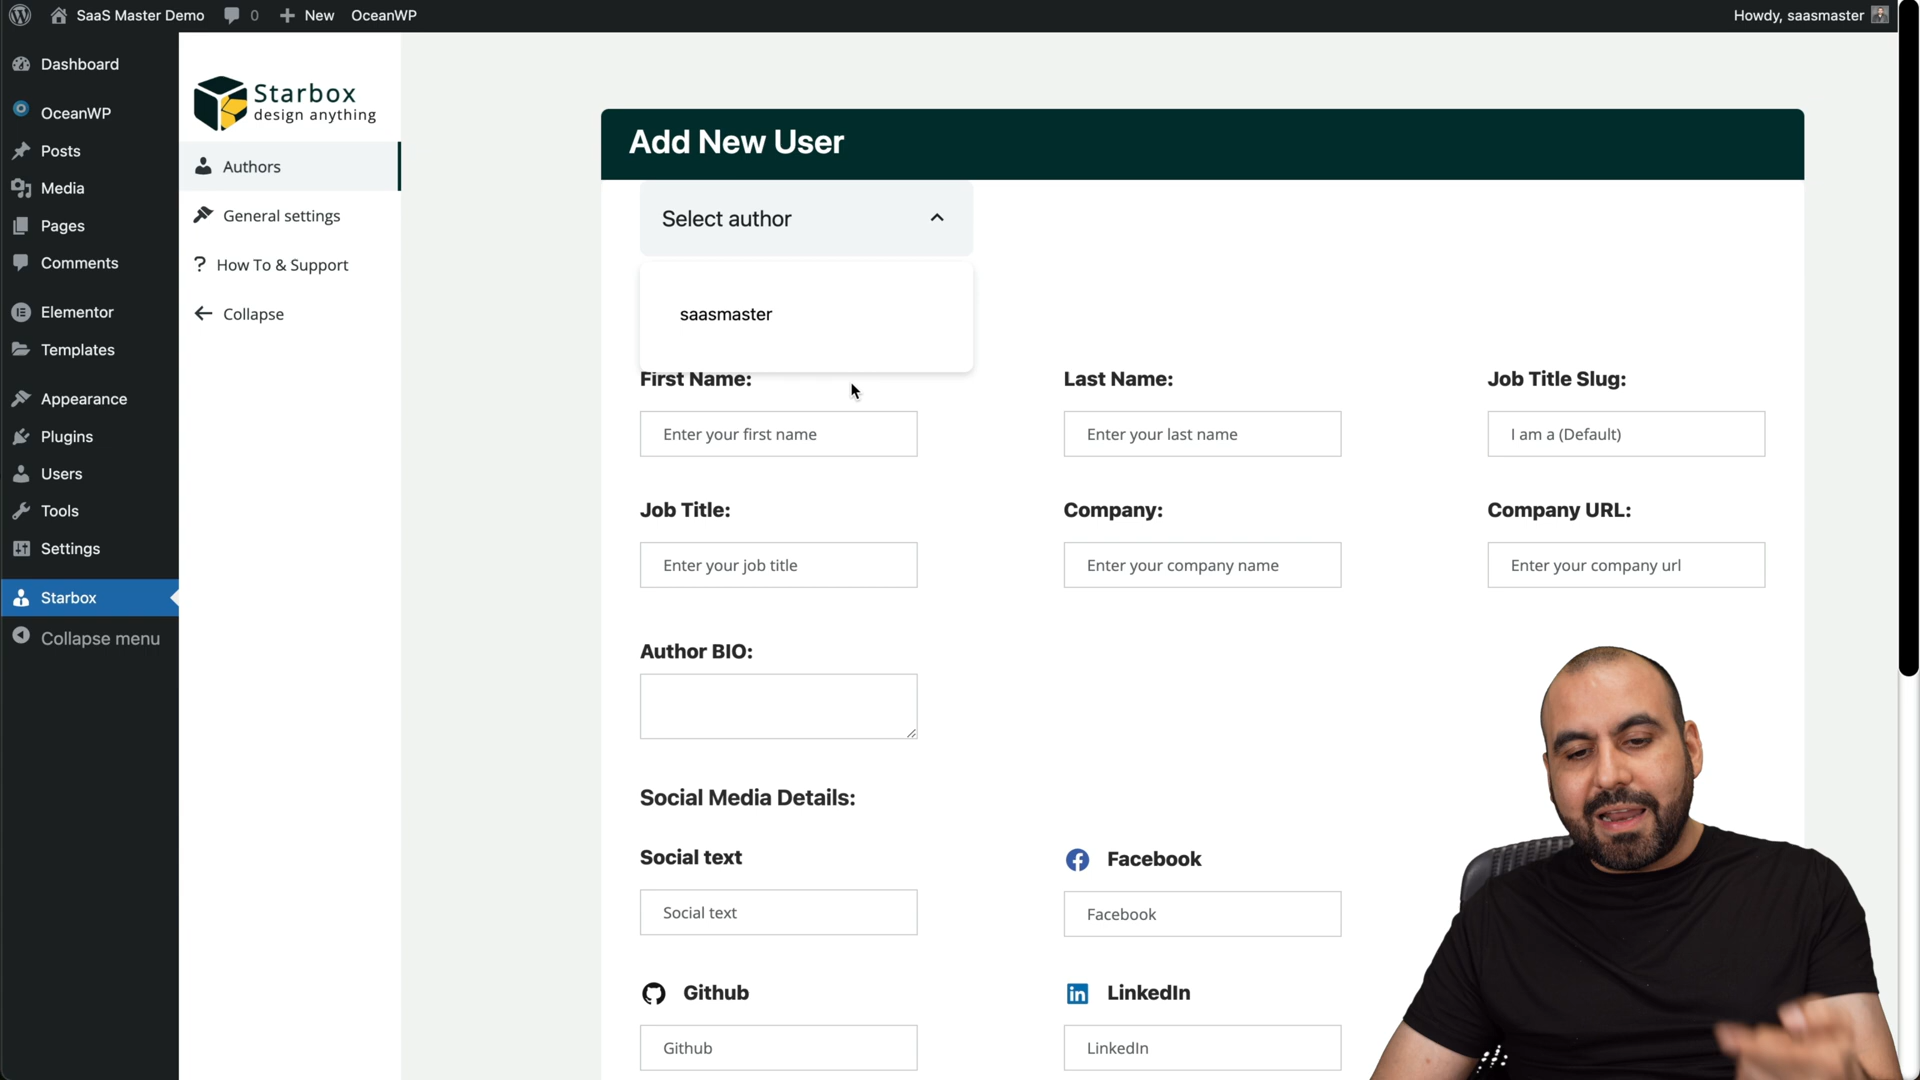 SaaS Master Demo
0
New
OceanWP
Howdy, saasmaster
Dashboard
OceanWP
Posts
Media
Pages
Comments
Elementor
Templates
Appearance
Plugins
Users
Tools
Settings
Starbox
Collapse menu
Starbox
design anything
Authors
General settings
? How To & Support
Collapse
Add New User
Select author
saasmaster
First Name:
Last Name:
Job Title Slug:
Enter your first name
Enter your last name
I am a (Default)
Job Title:
Company:
Company URL:
Enter your job title
Enter your company name
Enter your company url
Author BIO:
Social Media Details:
Social text
Facebook
Social text
Facebook
Github
LinkedIn
Github
LinkedIn